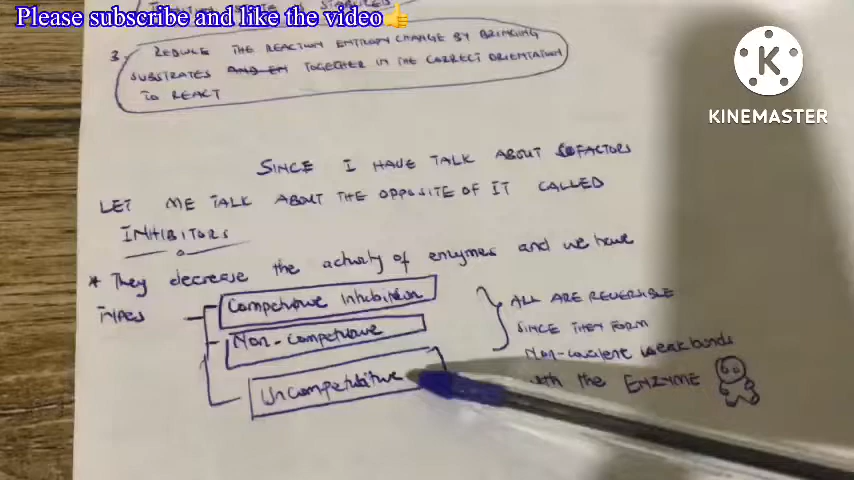 Please subscribe and like the video👍
3. REDUCE THE REACTION ENTROPY CHANGE BY BRINGING
SUBSTRATES AND EN TOGETHER IN THE CORRECT ORIENTATION
TO REACT
KINEMASTER
SINCE I HAVE TALK ABOUT COFACTORS
LET ME TALK ABOUT THE OPPOSITE OF IT CALLED
INHIBITORS
* They decrease the activity of enzymes and we have
TYPES
Competitive Inhibition
Non-competitive
Uncompetitive
ALL ARE REVERSIBLE
SINCE THEY FORM
Non-covalent weak bonds
with the ENZYME